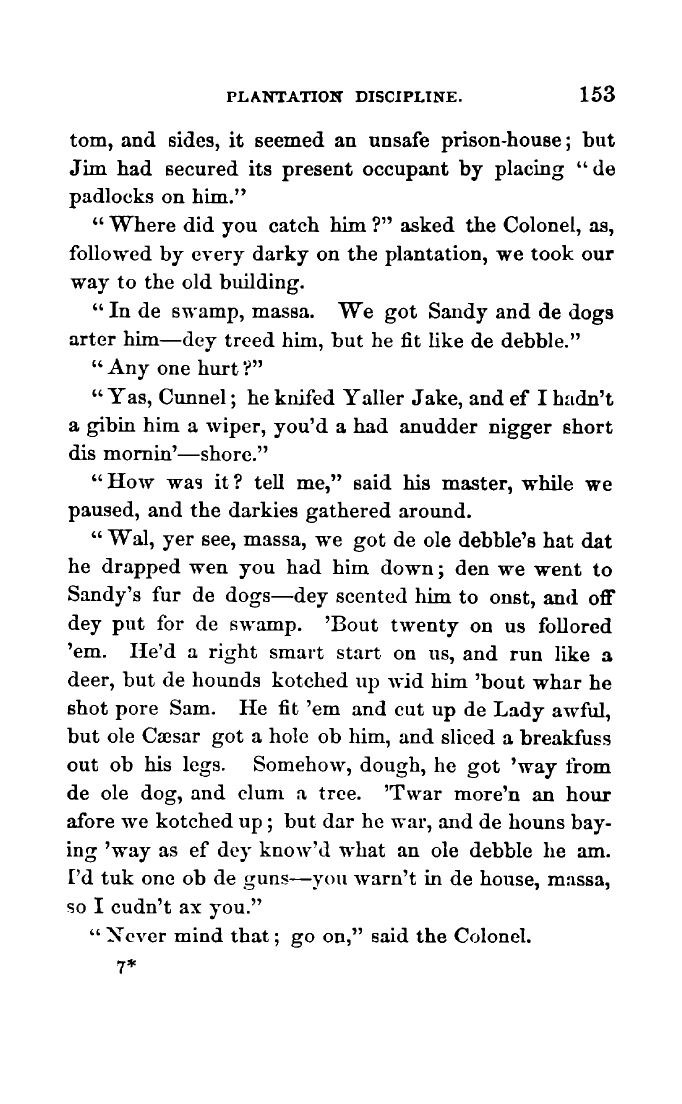 PLANTATION DISCIPLINE. 153
tom, and sides, it seemed an unsafe prison-house; but
Jim had secured its present occupant by placing “de
padlocks on him.”
“Where did you catch him?” asked the Colonel, as,
followed by every darky on the plantation, we took our
way to the old building.
“In de swamp, massa. We got Sandy and de dogs
arter him—dey treed him, but he fit like de debble.”
“Any one hurt?”
“Yas, Cunnel; he knifed Yaller Jake, and ef I hadn't
a gibin him a wiper, you'd a had anudder nigger short
dis mornin'—shore.”
“How was it? tell me,” said his master, while we
paused, and the darkies gathered around.
“Wal, yer see, massa, we got de ole debble's hat dat
he drapped wen you had him down; den we went to
Sandy's fur de dogs—dey scented him to onst, and off
dey put for de swamp. 'Bout twenty on us follored
'em. He'd a right smart start on us, and run like a
deer, but de hounds kotched up wid him 'bout whar he
shot pore Sam. He fit 'em and cut up de Lady awful,
but ole Cæsar got a hole ob him, and sliced a breakfuss
out ob his legs. Somehow, dough, he got 'way from
de ole dog, and clum a tree. 'Twar more'n an hour
afore we kotched up; but dar he war, and de houns bay-
ing 'way as ef dey know'd what an ole debble he am.
I'd tuk one ob de guns—you warn't in de house, massa,
so I cudn't ax you.”
“Never mind that; go on,” said the Colonel.
7*